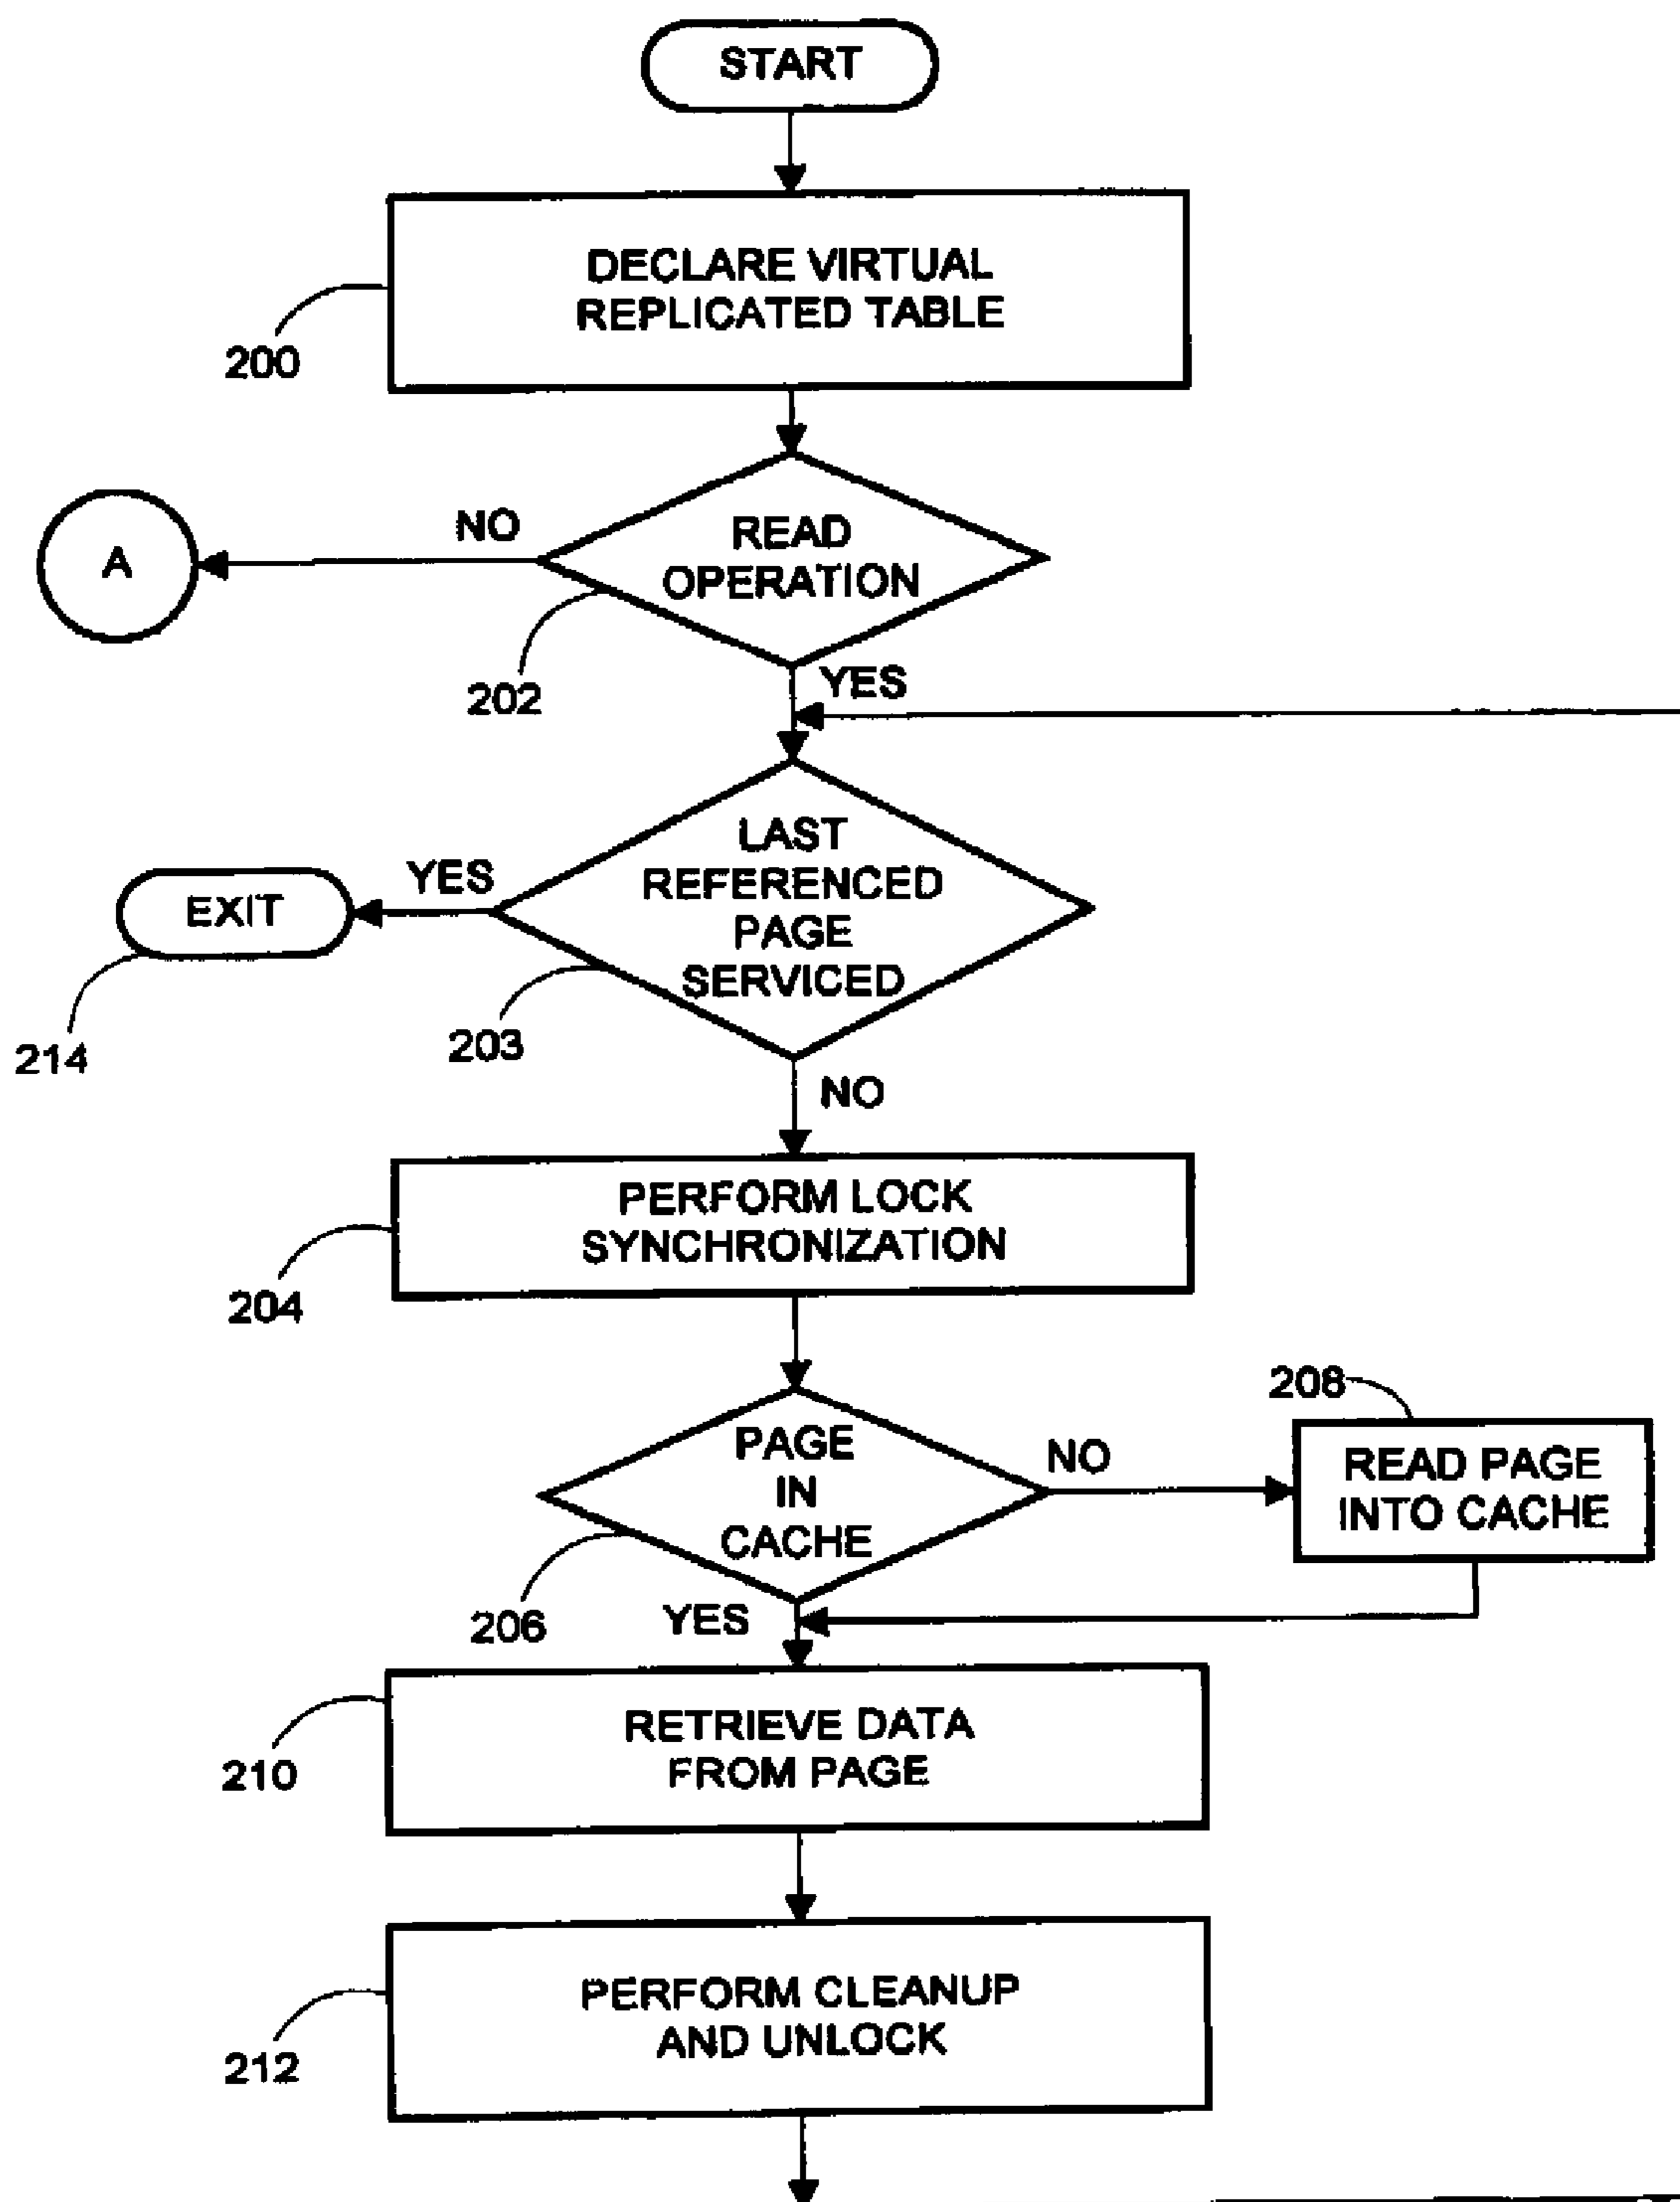 START
DECLARE VIRTUAL
REPLICATED TABLE
200
NO
READ
OPERATION
A
202
YES
LAST
REFERENCED
PAGE
SERVICED
YES
EXIT
214
203
NO
PERFORM LOCK
SYNCHRONIZATION
204
PAGE
IN
CACHE
NO
208
READ PAGE
INTO CACHE
206
YES
RETRIEVE DATA
FROM PAGE
210
PERFORM CLEANUP
AND UNLOCK
212